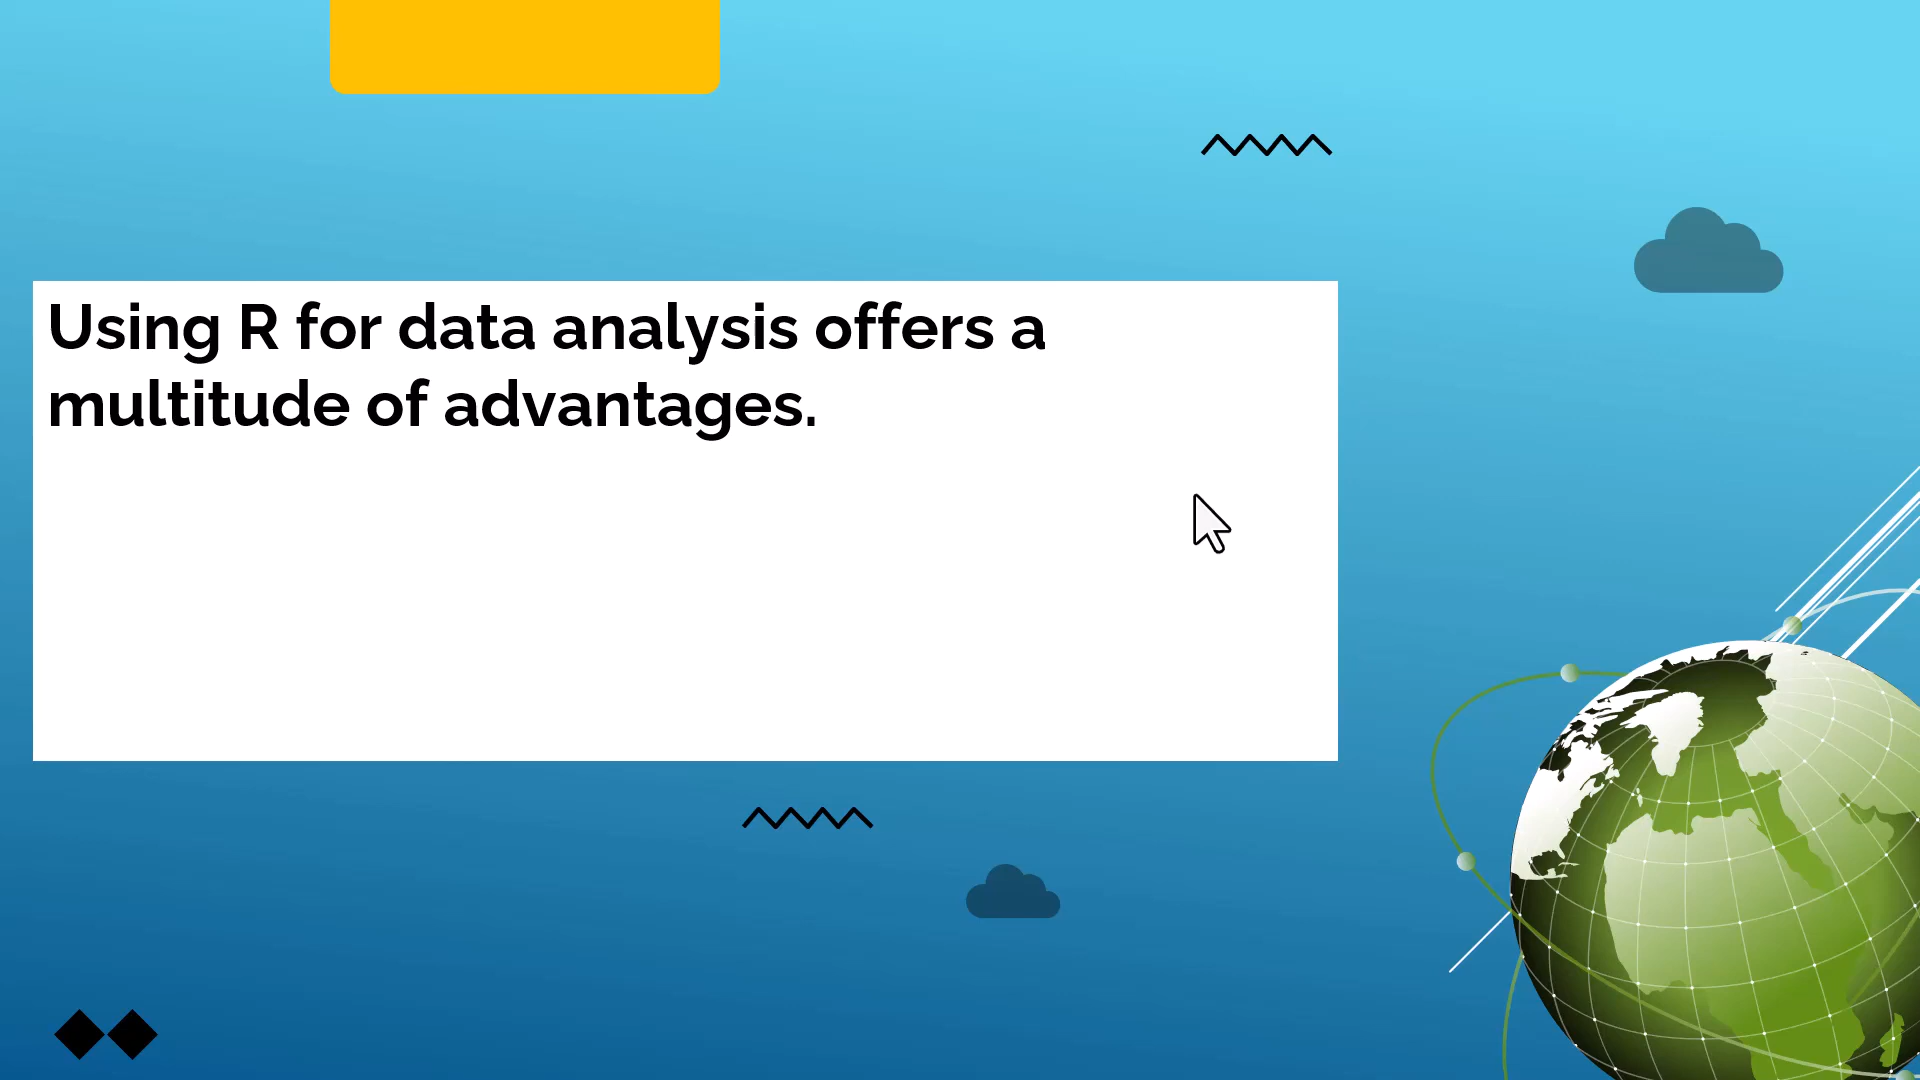 Using R for data analysis offers a
multitude of advantages.